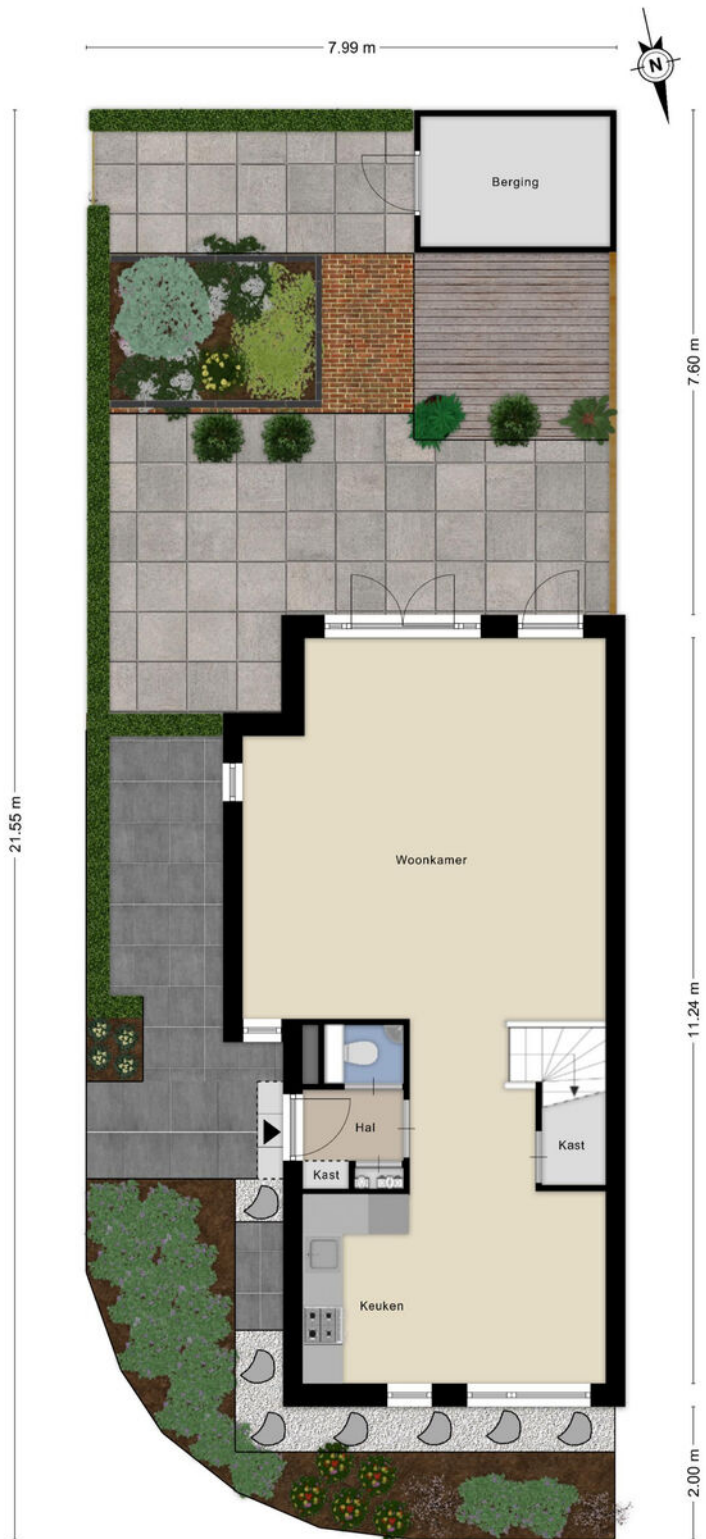 7.99 m
N
Berging
7.60 m
21.55 m
Woonkamer
11.24 m
Hal
Kast
Kast
Keuken
2.00 m